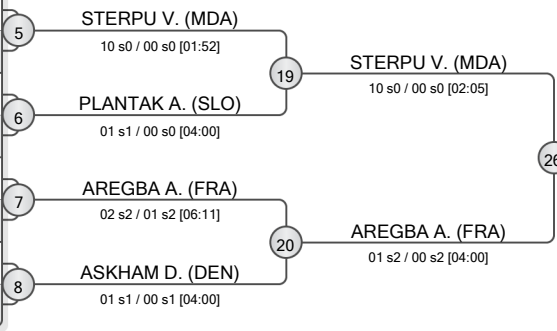 5
STERPU V. (MDA)
10 s0 / 00 s0 [01:52]
19
STERPU V. (MDA)
10 s0 / 00 s0 [02:05]
6
PLANTAK A. (SLO)
01 s1 / 00 s0 [04:00]
26
7
AREGBA A. (FRA)
02 s2 / 01 s2 [06:11]
20
AREGBA A. (FRA)
01 s2 / 00 s2 [04:00]
8
ASKHAM D. (DEN)
01 s1 / 00 s1 [04:00]